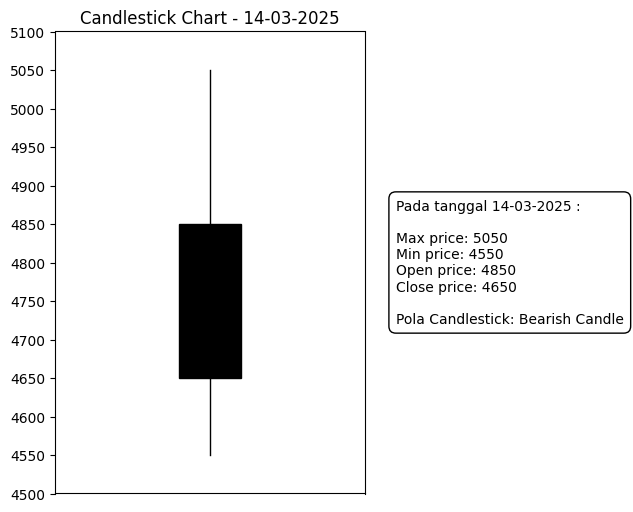 Candlestick Chart - 14-03-2025
5100
5050
5000
4950
4900
4850
4800
4750
4700
4650
4600
4550
4500
Pada tanggal 14-03-2025 :
Max price: 5050
Min price: 4550
Open price: 4850
Close price: 4650
Pola Candlestick: Bearish Candle